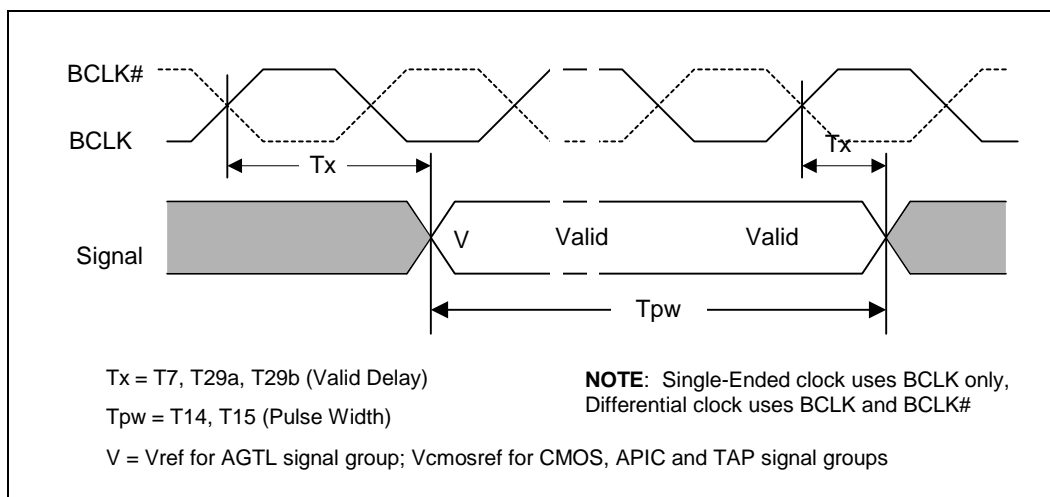 BCLK#
BCLK
Tx
Tx
Signal
V
Valid
Valid
Tpw
Tx = T7, T29a, T29b (Valid Delay)
Tpw = T14, T15 (Pulse Width)
V = Vref for AGTL signal group; Vcmosref for CMOS, APIC and TAP signal groups
NOTE: Single-Ended clock uses BCLK only,
Differential clock uses BCLK and BCLK#